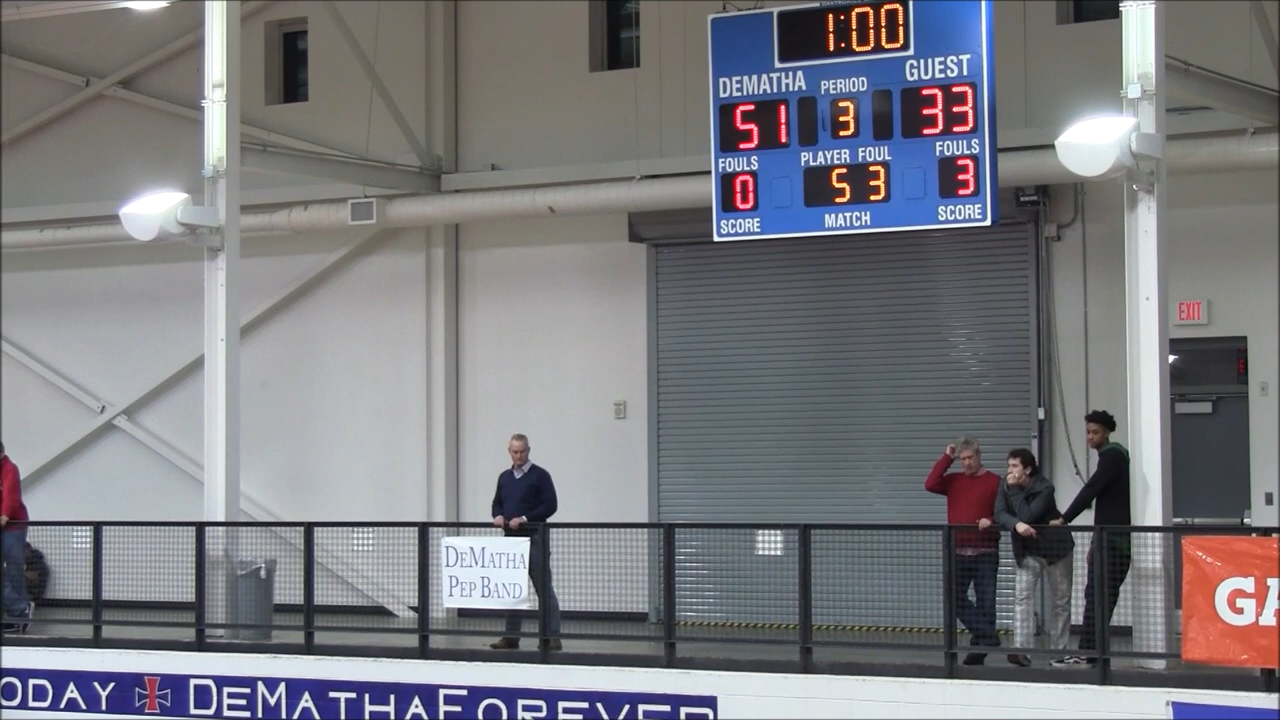 1:00
DEMATHA PERIOD GUEST
51 3 33
FOULS PLAYER FOUL FOULS
0 53 3
SCORE MATCH SCORE
EXIT
DEMATHA
PEP BAND
GA
ODAY DEMATHAFOREVER